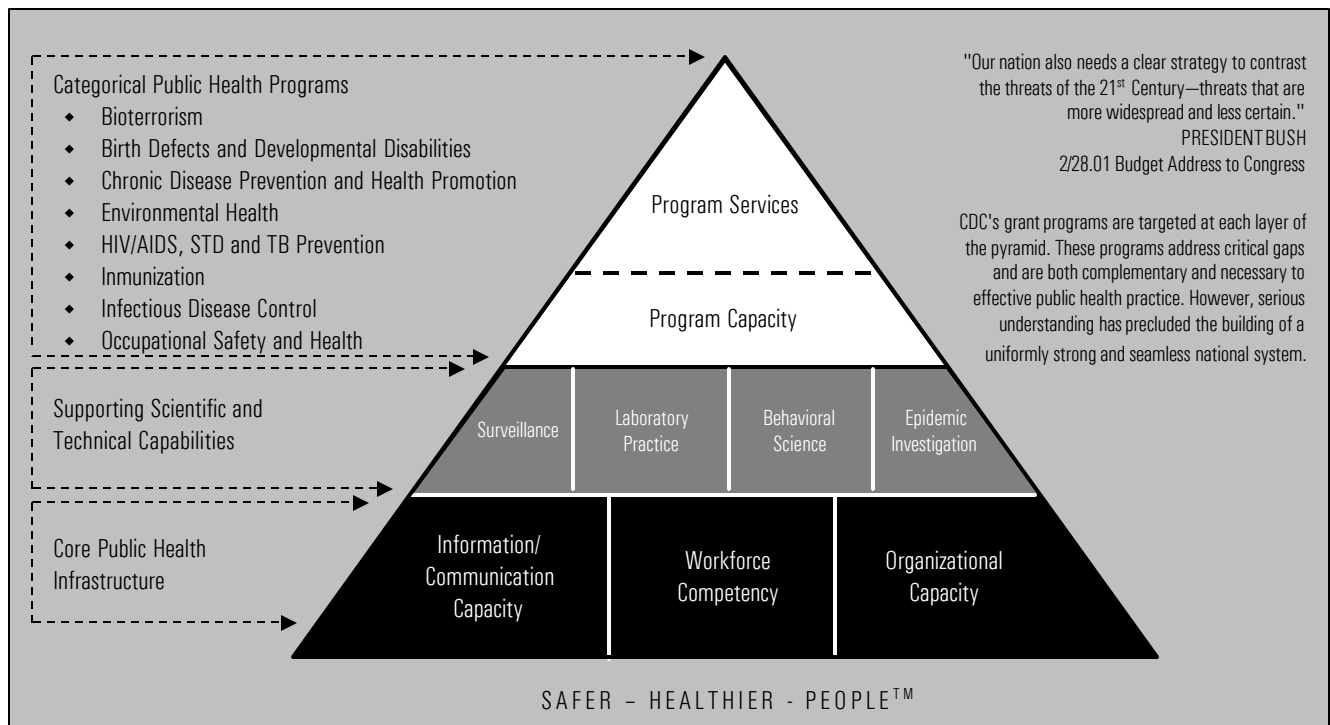 Categorical Public Health Programs
◆ Bioterrorism
◆ Birth Defects and Developmental Disabilities
◆ Chronic Disease Prevention and Health Promotion
◆ Environmental Health
◆ HIV/AIDS, STD and TB Prevention
◆ Inmunization
◆ Infectious Disease Control
◆ Occupational Safety and Health
Supporting Scientific and
Technical Capabilities
Core Public Health
Infrastructure
Program Services
Program Capacity
Surveillance
Laboratory
Practice
Behavioral
Science
Epidemic
Investigation
Information/
Communication
Capacity
Workforce
Competency
Organizational
Capacity
"Our nation also needs a clear strategy to contrast
the threats of the 21st Century—threats that are
more widespread and less certain."
PRESIDENT BUSH
2/28.01 Budget Address to Congress
CDC's grant programs are targeted at each layer of
the pyramid. These programs address critical gaps
and are both complementary and necessary to
effective public health practice. However, serious
understanding has precluded the building of a
uniformly strong and seamless national system.
SAFER – HEALTHIER - PEOPLE™